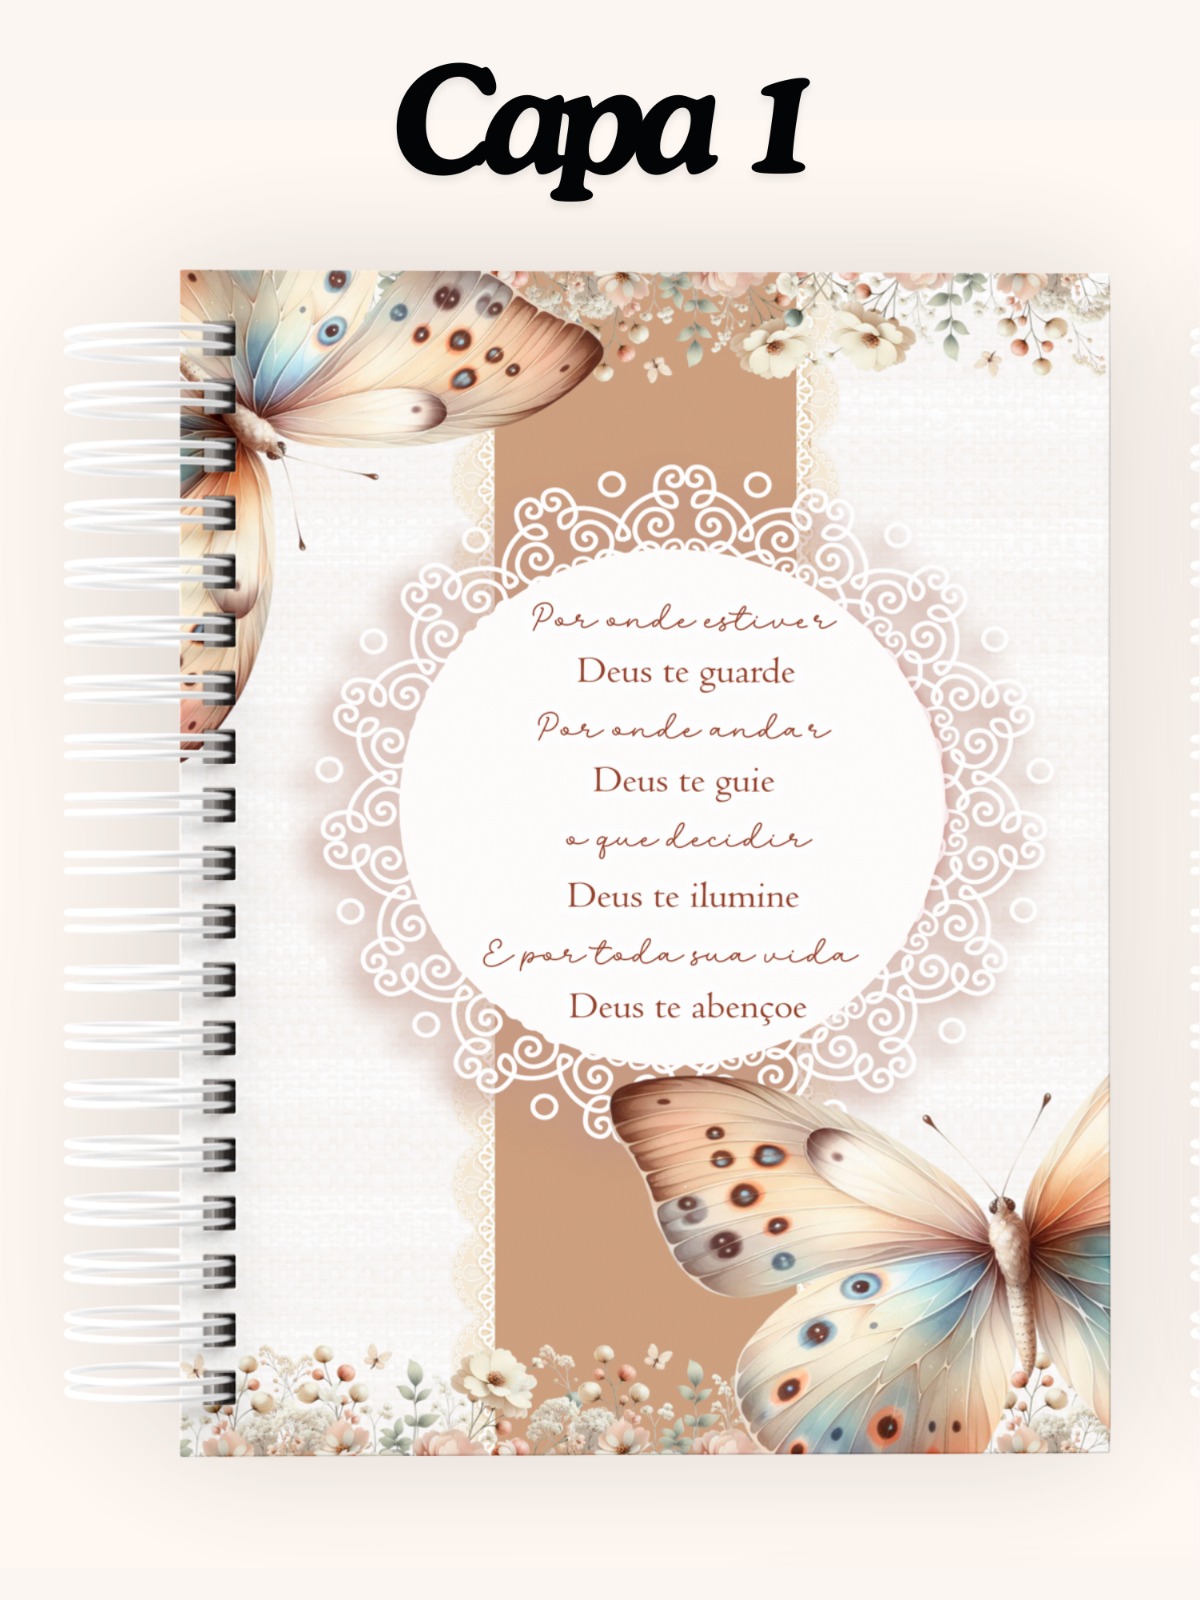 Capa 1
Por onde estiver
Deus te guarde
Por onde andar
Deus te guie
o que decidir
Deus te ilumine
E por toda sua vida
Deus te abençoe